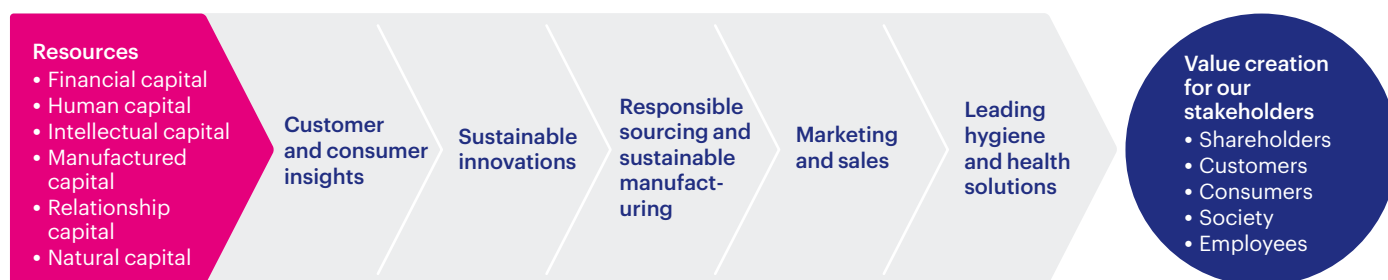 Resources
• Financial capital
• Human capital
• Intellectual capital
• Manufactured
capital
• Relationship
capital
• Natural capital
Customer
and consumer
insights
Sustainable
innovations
Responsible
sourcing and
sustainable
manufact-
uring
Marketing
and sales
Leading
hygiene
and health
solutions
Value creation
for our
stakeholders
• Shareholders
• Customers
• Consumers
• Society
• Employees